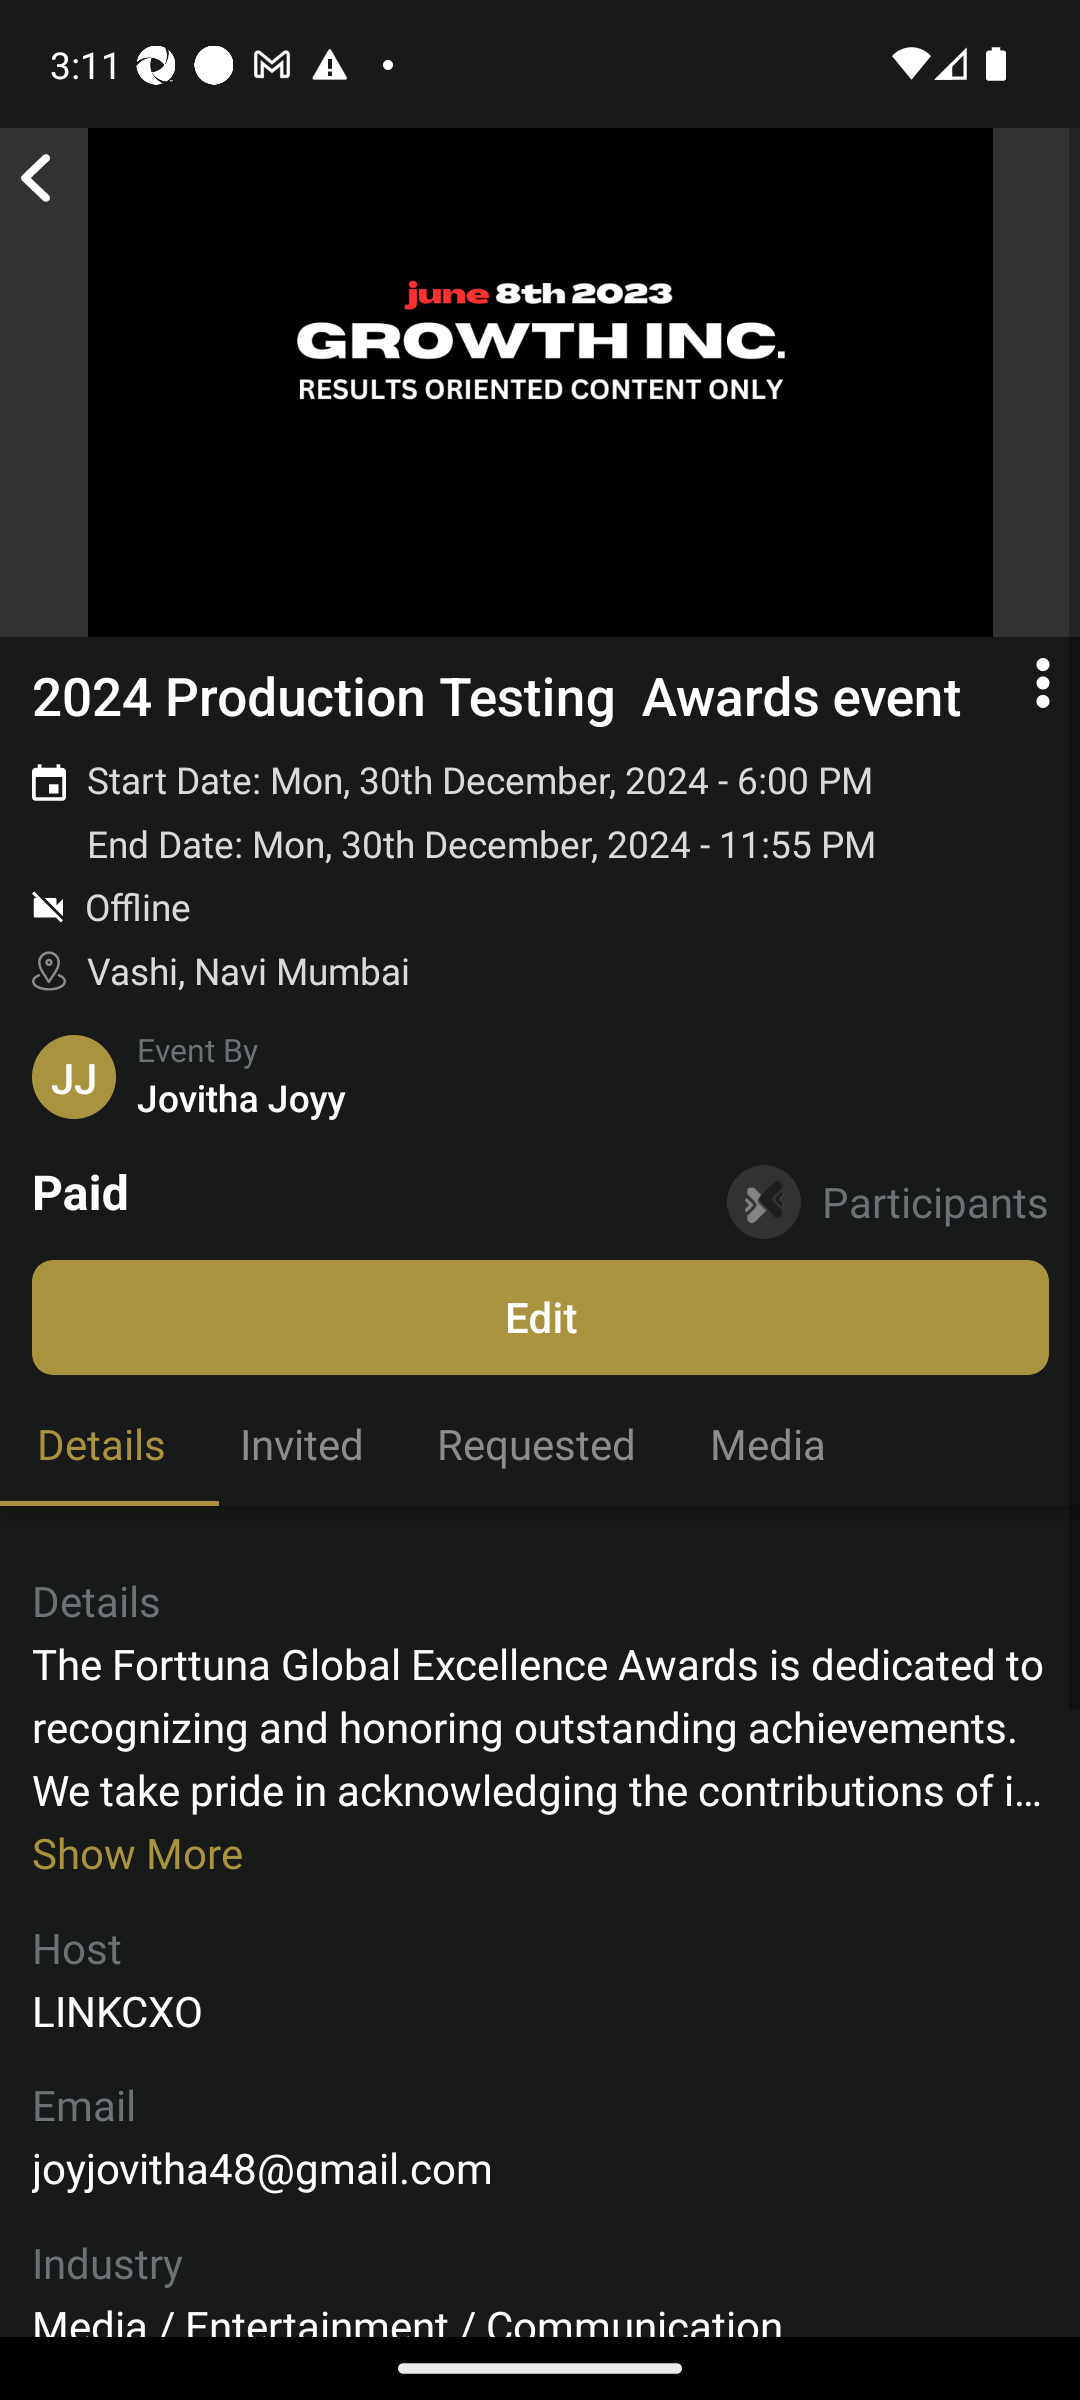 3:11
june 8th 2023
GROWTH INC.
RESULTS ORIENTED CONTENT ONLY
2024 Production Testing  Awards event
Start Date: Mon, 30th December, 2024 - 6:00 PM
End Date: Mon, 30th December, 2024 - 11:55 PM
Offline
Vashi, Navi Mumbai
JJ
Event By
Jovitha Joyy
Paid
Participants
Edit
Details
Invited
Requested
Media
Details
The Forttuna Global Excellence Awards is dedicated to
recognizing and honoring outstanding achievements.
We take pride in acknowledging the contributions of i...
Show More
Host
LINKCXO
Email
joyjovitha48@gmail.com
Industry
Media / Entertainment / Communication